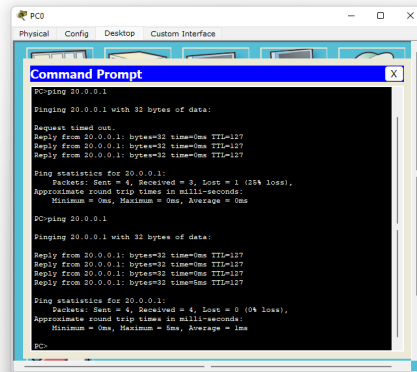 PC0
Physical Config Desktop Custom Interface
Command Prompt
X
PC>ping 20.0.0.1
Pinging 20.0.0.1 with 32 bytes of data:
Request timed out.
Reply from 20.0.0.1: bytes=32 time=0ms TTL=127
Reply from 20.0.0.1: bytes=32 time=0ms TTL=127
Reply from 20.0.0.1: bytes=32 time=0ms TTL=127
Ping statistics for 20.0.0.1:
Packets: Sent = 4, Received = 3, Lost = 1 (25% loss),
Approximate round trip times in milli-seconds:
Minimum = 0ms, Maximum = 0ms, Average = 0ms
PC>ping 20.0.0.1
Pinging 20.0.0.1 with 32 bytes of data:
Reply from 20.0.0.1: bytes=32 time=0ms TTL=127
Reply from 20.0.0.1: bytes=32 time=0ms TTL=127
Reply from 20.0.0.1: bytes=32 time=0ms TTL=127
Reply from 20.0.0.1: bytes=32 time=5ms TTL=127
Ping statistics for 20.0.0.1:
Packets: Sent = 4, Received = 4, Lost = 0 (0% loss),
Approximate round trip times in milli-seconds:
Minimum = 0ms, Maximum = 5ms, Average = 1ms
PC>